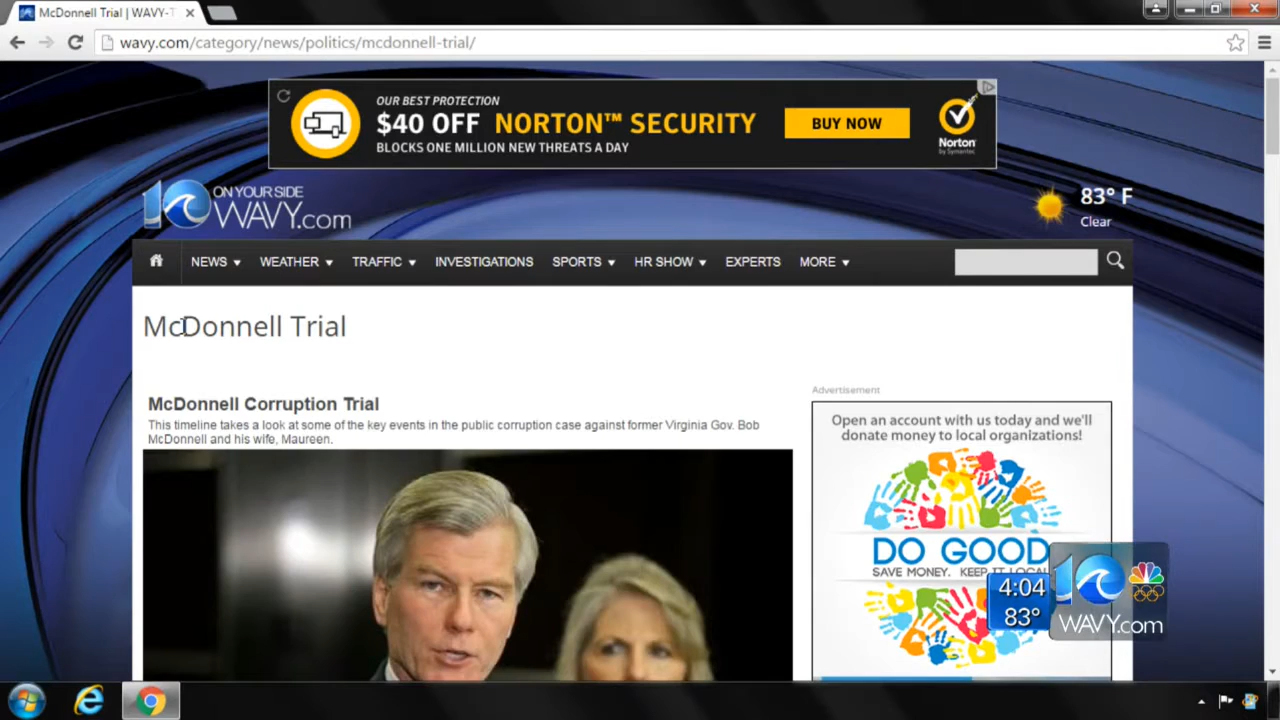 McDonnell Trial | WAVY-T
wavy.com/category/news/politics/mcdonnell-trial/
OUR BEST PROTECTION
$40 OFF NORTON™ SECURITY
BLOCKS ONE MILLION NEW THREATS A DAY
BUY NOW
Norton
by Symantec
10 ON YOUR SIDE
WAVY.com
83° F
Clear
NEWS WEATHER TRAFFIC INVESTIGATIONS SPORTS HR SHOW EXPERTS MORE
McDonnell Trial
McDonnell Corruption Trial
This timeline takes a look at some of the key events in the public corruption case against former Virginia Gov. Bob
McDonnell and his wife, Maureen.
Advertisement
Open an account with us today and we'll
donate money to local organizations!
DO GOOD
SAVE MONEY. KEEP IT LOCAL
4:04
83°
10
WAVY.com